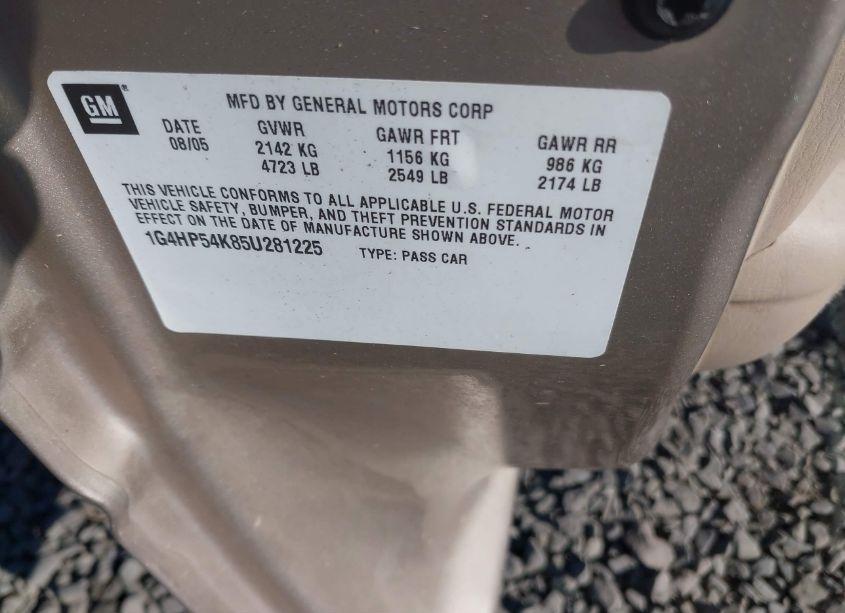 GM
MFD BY GENERAL MOTORS CORP
DATE GVWR GAWR FRT GAWR RR
08/05 2142 KG 1156 KG 986 KG
4723 LB 2549 LB 2174 LB
THIS VEHICLE CONFORMS TO ALL APPLICABLE U.S. FEDERAL MOTOR
VEHICLE SAFETY, BUMPER, AND THEFT PREVENTION STANDARDS IN
EFFECT ON THE DATE OF MANUFACTURE SHOWN ABOVE.
1G4HP54K85U281225 TYPE: PASS CAR